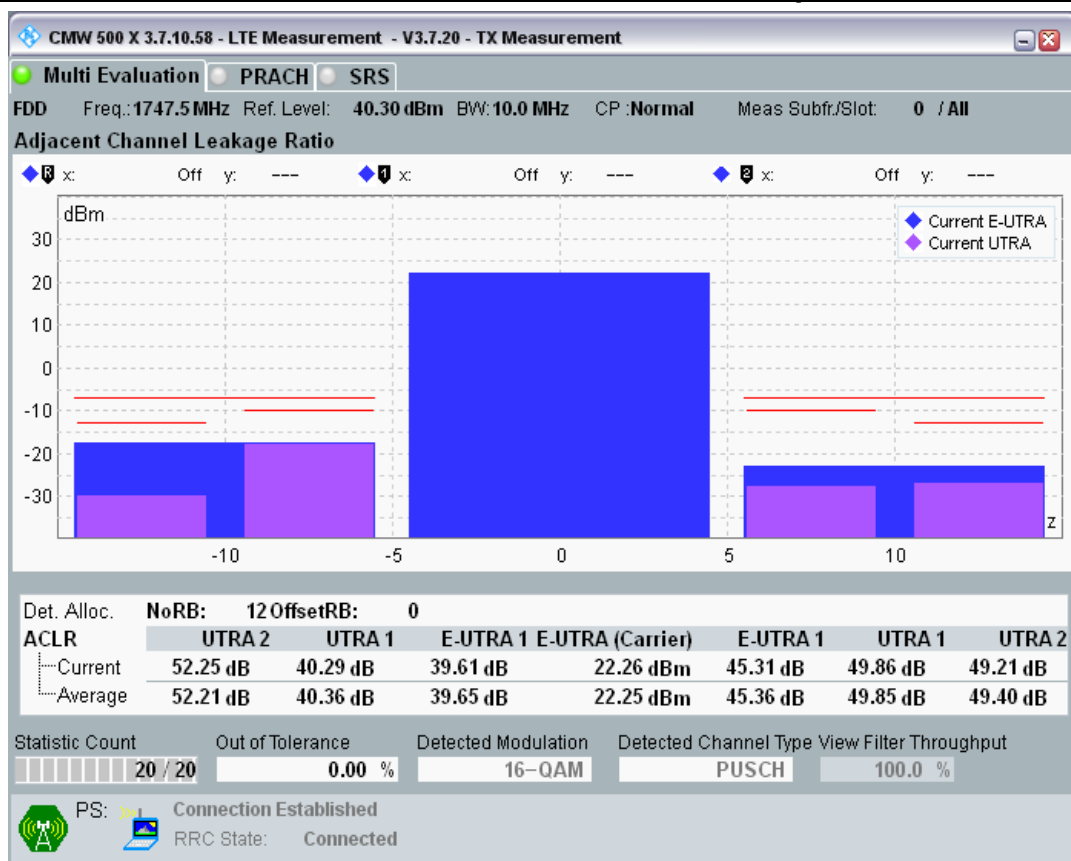 CMW 500 X 3.7.10.58 - LTE Measurement - V3.7.20 - TX Measurement
Multi Evaluation PRACH SRS
FDD Freq.: 1747.5 MHz Ref. Level: 40.30 dBm BW: 10.0 MHz CP : Normal Meas Subfr./Slot: 0 / All
Adjacent Channel Leakage Ratio
R x: Off y: --- 1 x: Off y: --- 2 x: Off y: ---
dBm
Current E-UTRA
Current UTRA
30
20
10
0
-10
-20
-30
z
-10 -5 0 5 10
Det. Alloc. NoRB: 12 OffsetRB: 0
ACLR UTRA 2 UTRA 1 E-UTRA 1 E-UTRA (Carrier) E-UTRA 1 UTRA 1 UTRA 2
Current 52.25 dB 40.29 dB 39.61 dB 22.26 dBm 45.31 dB 49.86 dB 49.21 dB
Average 52.21 dB 40.36 dB 39.65 dB 22.25 dBm 45.36 dB 49.85 dB 49.40 dB
Statistic Count Out of Tolerance Detected Modulation Detected Channel Type View Filter Throughput
20 / 20 0.00 % 16-QAM PUSCH 100.0 %
PS: Connection Established
RRC State: Connected